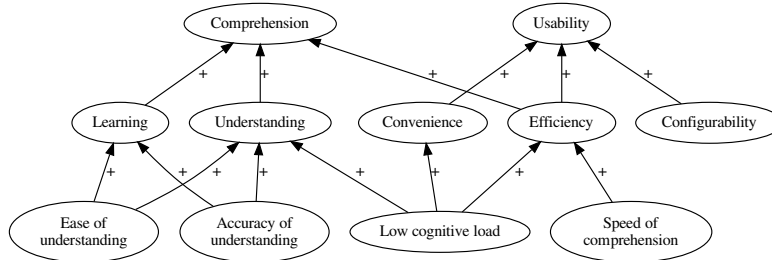 Comprehension
Usability
+
+
+
+
+
+
Learning
Understanding
Convenience
Efficiency
Configurability
+
+
+
+
+
+
+
+
Ease of
understanding
Accuracy of
understanding
Low cognitive load
Speed of
comprehension